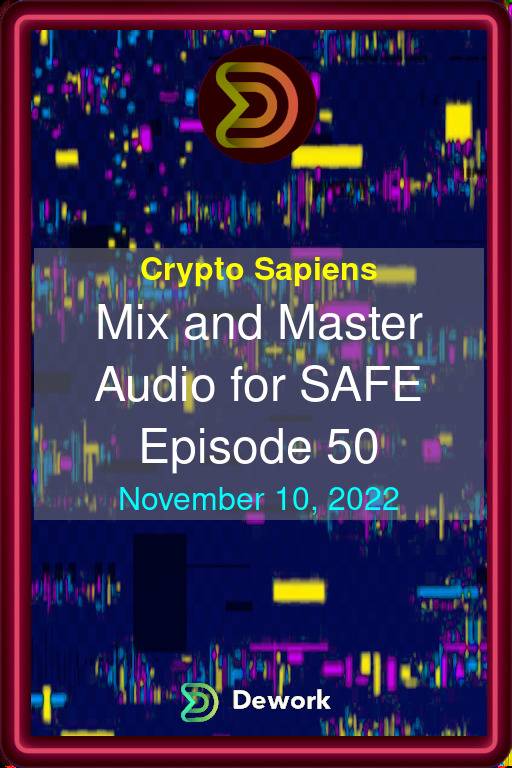 Crypto Sapiens
Mix and Master
Audio for SAFE
Episode 50
November 10, 2022
Dework